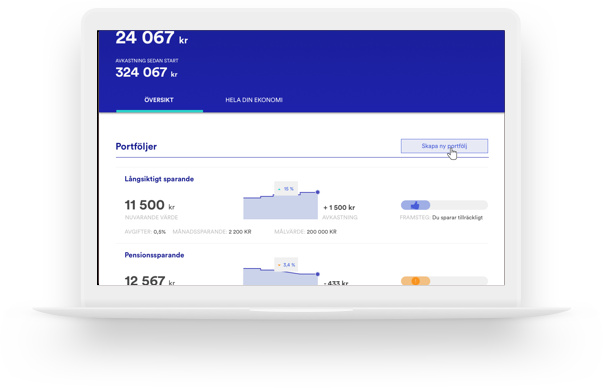 24 067 kr
AVKASTNING SEDAN START
324 067 kr
ÖVERSIKT
HELA DIN EKONOMI
Portföljer
Skapa ny portfölj
Långsiktigt sparande
15 %
11 500 kr
+ 1 500 kr
NUVARANDE VÄRDE
AVKASTNING
FRAMSTEG: Du sparar tillräckligt
AVGIFTER: 0,5% MÅNADSSPARANDE: 2 200 KR MÅLVÄRDE: 200 000 KR
Pensionssparande
3,4 %
12 567 kr
- 433 kr